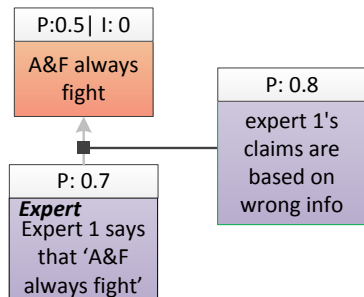 P:0.5| I: 0
A&F always
fight
P: 0.8
expert 1's
claims are
based on
wrong info
P: 0.7
Expert
Expert 1 says
that ‘A&F
always fight’